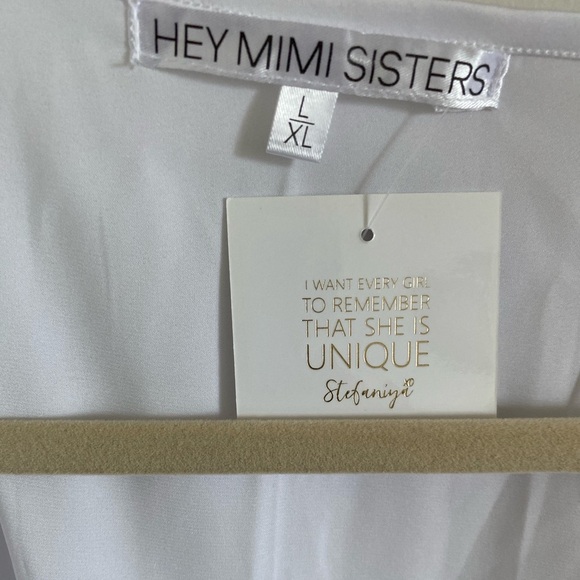 HEY MIMI SISTERS
L
XL
I WANT EVERY GIRL
TO REMEMBER
THAT SHE IS
UNIQUE
Stefaniya